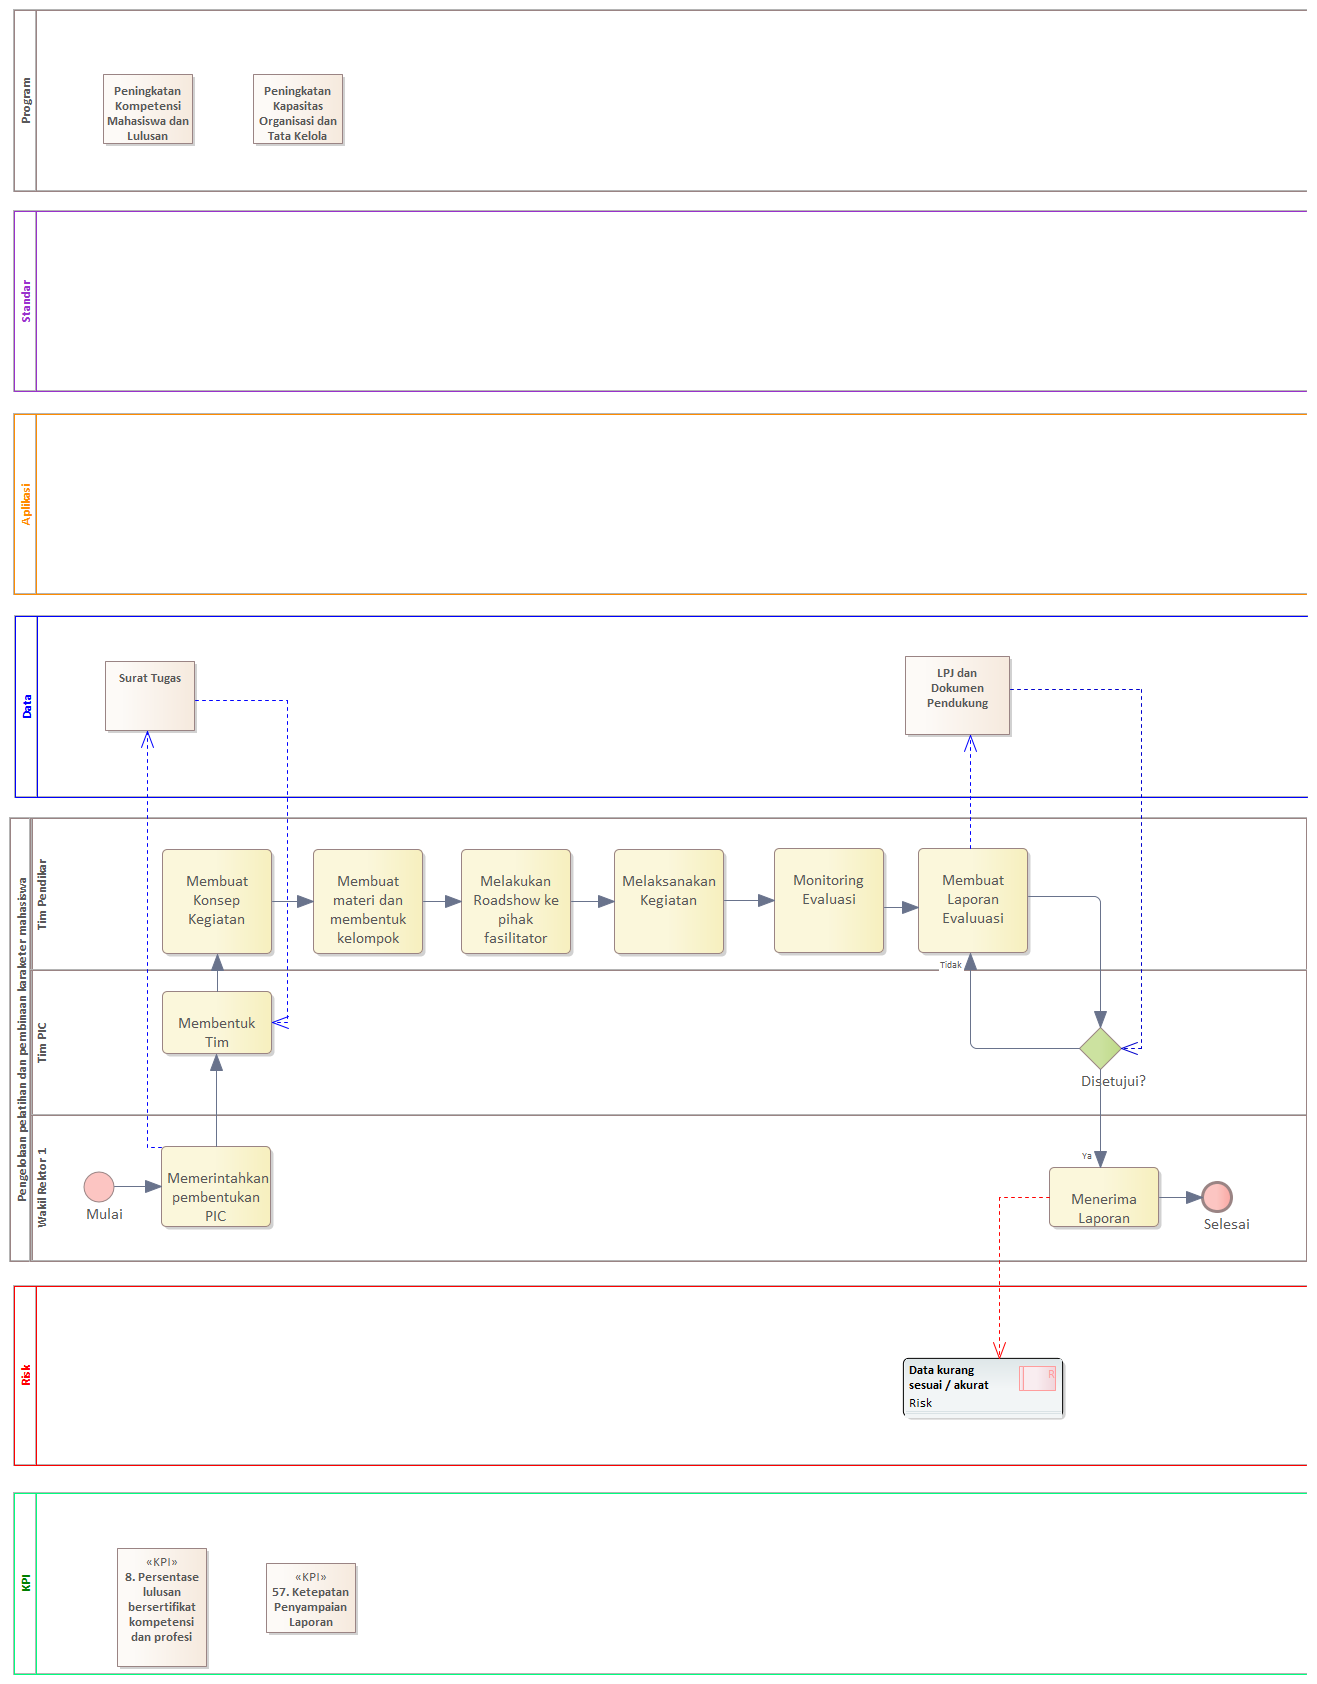 Program
Peningkatan
Kompetensi
Mahasiswa dan
Lulusan
Peningkatan
Kapasitas
Organisasi dan
Tata Kelola
Standar
Aplikasi
Data
Surat Tugas
LPJ dan
Dokumen
Pendukung
Pengelolaan pelatihan dan pembinaan karaketer mahasiswa
Tim Pendikar
Membuat
Konsep
Kegiatan
Membuat
materi dan
membentuk
kelompok
Melakukan
Roadshow ke
pihak
fasilitator
Melaksanakan
Kegiatan
Monitoring
Evaluasi
Membuat
Laporan
Evaluuasi
Tidak
Tim PIC
Membentuk
Tim
Disetujui?
Wakil Rektor 1
Mulai
Memerintahkan
pembentukan
PIC
Ya
Menerima
Laporan
Selesai
Risk
Data kurang
sesuai / akurat
R
Risk
KPI
«KPI»
8. Persentase
lulusan
bersertifikat
kompetensi
dan profesi
«KPI»
57. Ketepatan
Penyampaian
Laporan